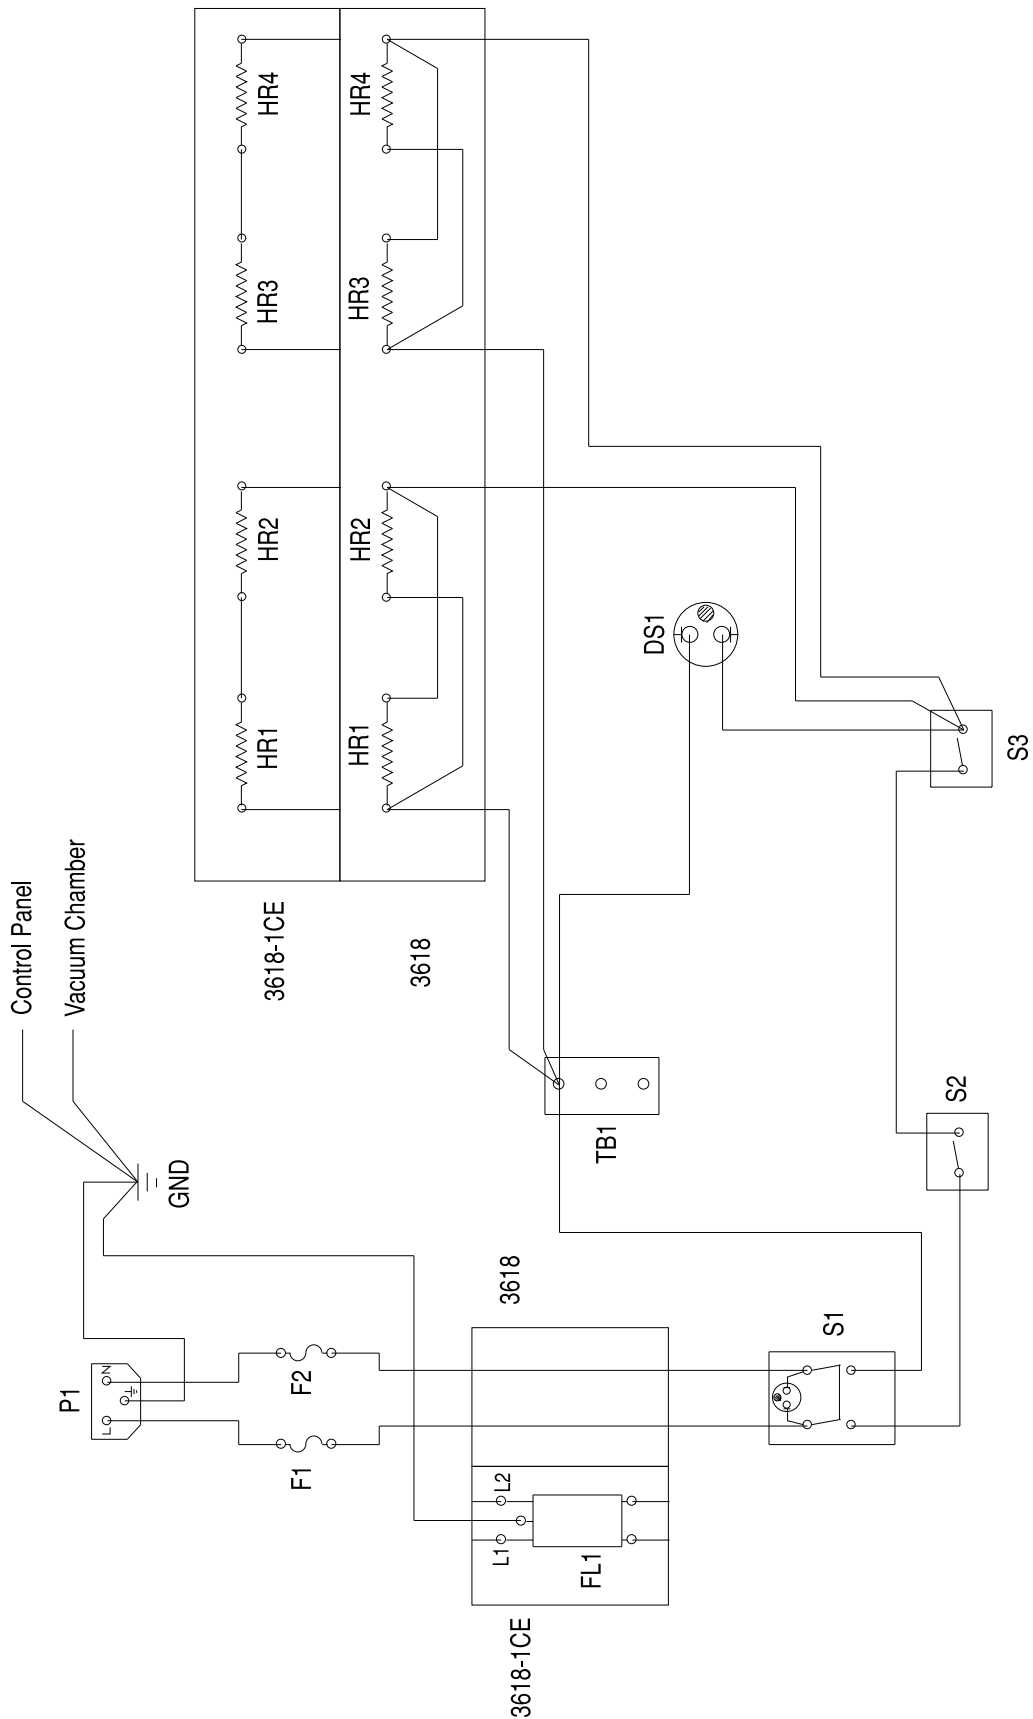 Control Panel
Vacuum Chamber
P1
L
N
GND
F1
F2
3618-1CE
3618
L1
L2
FL1
S1
TB1
S2
3618-1CE
3618
HR1
HR2
HR3
HR4
HR1
HR2
HR3
HR4
DS1
S3